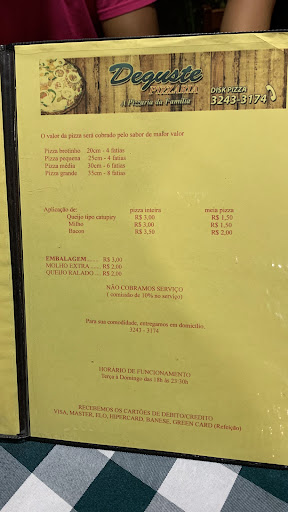 Deguste
PIZZARIA
A Pizzaria da Família
DISK PIZZA
3243-3174
O valor da pizza será cobrado pelo sabor de maior valor
Pizza brotinho 20cm - 4 fatias
Pizza pequena 25cm - 4 fatias
Pizza média 30cm - 6 fatias
Pizza grande 35cm - 8 fatias
Aplicação de: pizza inteira meia pizza
Queijo tipo catupiry R$ 3,00 R$ 1,50
Milho R$ 3,00 R$ 1,50
Bacon R$ 3,50 R$ 2,00
EMBALAGEM...... R$ 3,00
MOLHO EXTRA ..... R$ 2,00
QUEIJO RALADO .... R$ 2,00
NÃO COBRAMOS SERVIÇO
( comissão de 10% no serviço)
Para sua comodidade, entregamos em domicílio.
3243 - 3174
HORARIO DE FUNCIONAMENTO
Terça à Domingo das 18h às 23:30h
RECEBEMOS OS CARTÕES DE DEBITO/CREDITO
VISA, MASTER, ELO, HIPERCARD, BANESE, GREEN CARD (Refeição)